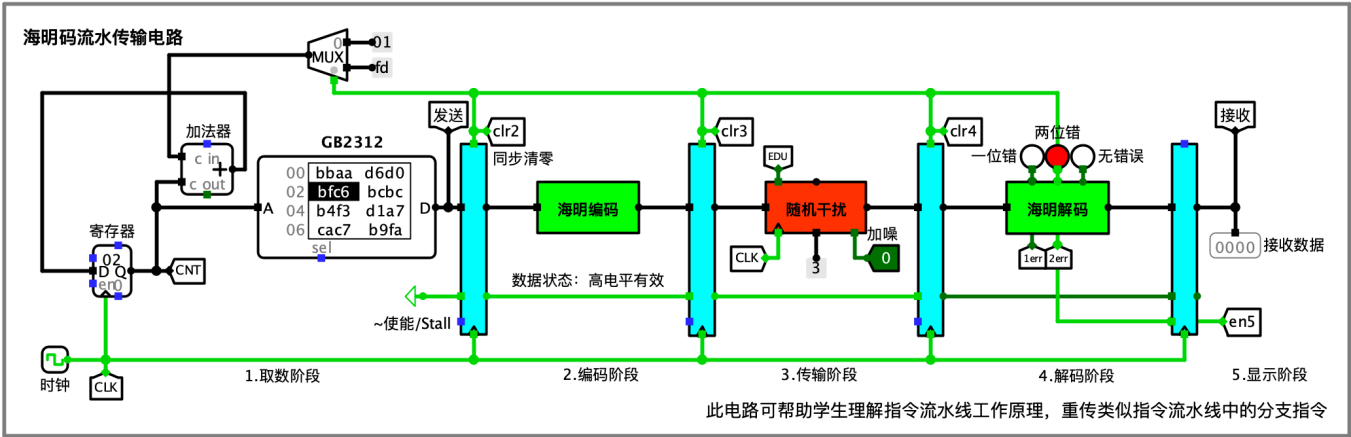 海明码流水传输电路
MUX
0
01
fd
加法器
c in
+
c out
GB2312
00 bbaa d6d0
02 bfc6 bcbc
04 b4f3 d1a7
06 cac7 b9fa
A
D
sel
寄存器
02
D Q
en
0
CNT
发送
clr2
同步清零
海明编码
clr3
EDU
随机干扰
CLK
3
加噪
0
clr4
两位错
一位错
无错误
海明解码
1err
2err
接收
0000
接收数据
数据状态：高电平有效
~使能/Stall
en5
时钟
CLK
1.取数阶段
2.编码阶段
3.传输阶段
4.解码阶段
5.显示阶段
此电路可帮助学生理解指令流水线工作原理，重传类似指令流水线中的分支指令